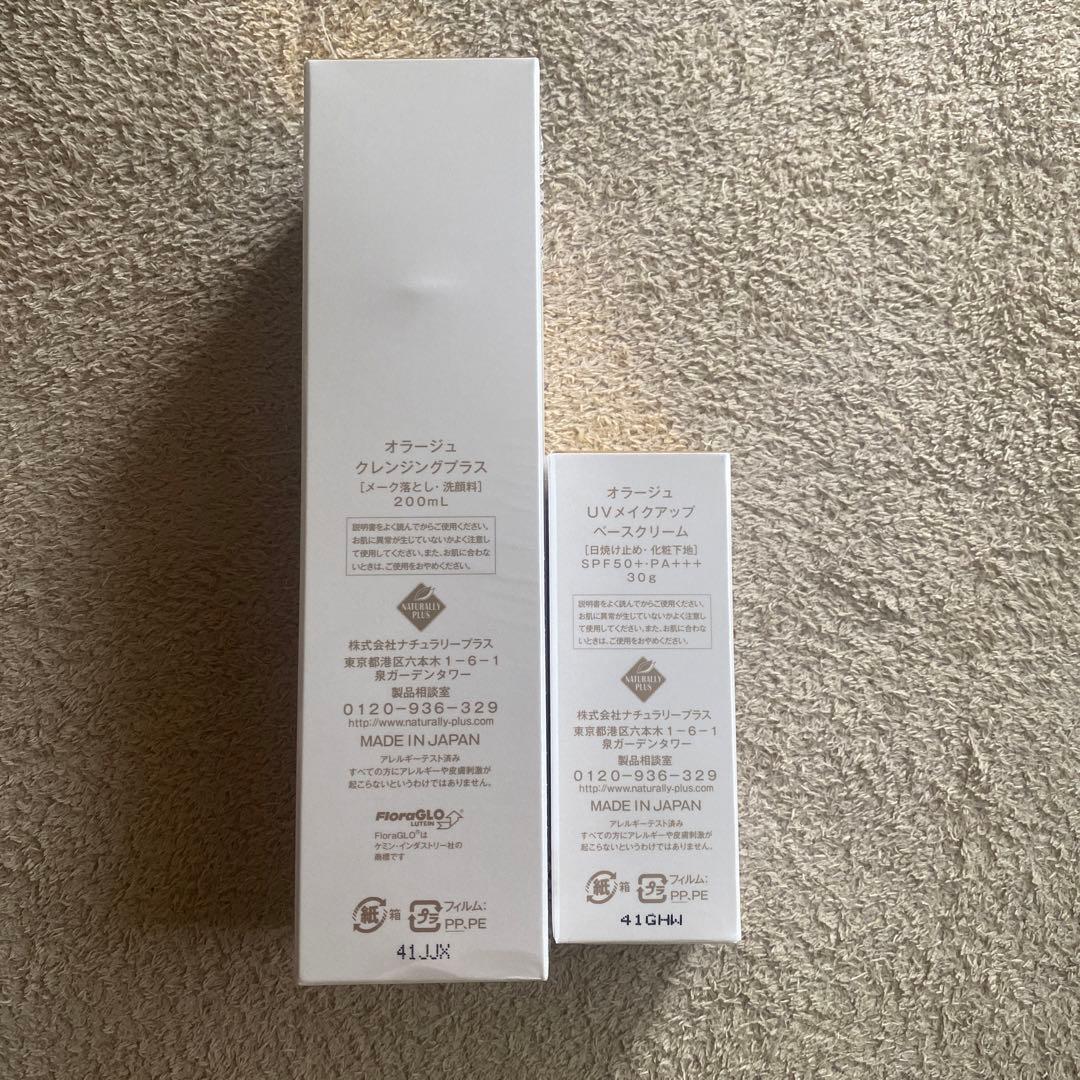 オラージュ
クレンジングプラス
［メーク落とし・洗顔料］
200mL
説明書をよく読んでからご使用ください。
お肌に異常が生じていないかよく注意し
て使用してください。また、お肌に合わな
いときは、ご使用をおやめください。
NATURALLY
PLUS
株式会社ナチュラリープラス
東京都港区六本木1-6-1
泉ガーデンタワー
製品相談室
0120-936-329
http://www.naturally-plus.com
MADE IN JAPAN
アレルギーテスト済み
すべての方にアレルギーや皮膚刺激が
起こらないというわけではありません。
FloraGLO
LUTEIN
FloraGLO®は
ケミン・インダストリー社の
商標です
紙 箱 プラ フィルム:
PP、PE
41JJX
オラージュ
UVメイクアップ
ベースクリーム
［日焼け止め・化粧下地］
SPF50+・PA+++
30g
説明書をよく読んでからご使用ください。
お肌に異常が生じていないかよく注意し
て使用してください。また、お肌に合わな
いときは、ご使用をおやめください。
NATURALLY
PLUS
株式会社ナチュラリープラス
東京都港区六本木1-6-1
泉ガーデンタワー
製品相談室
0120-936-329
http://www.naturally-plus.com
MADE IN JAPAN
アレルギーテスト済み
すべての方にアレルギーや皮膚刺激が
起こらないというわけではありません。
紙 箱 プラ フィルム:
PP、PE
41GHW